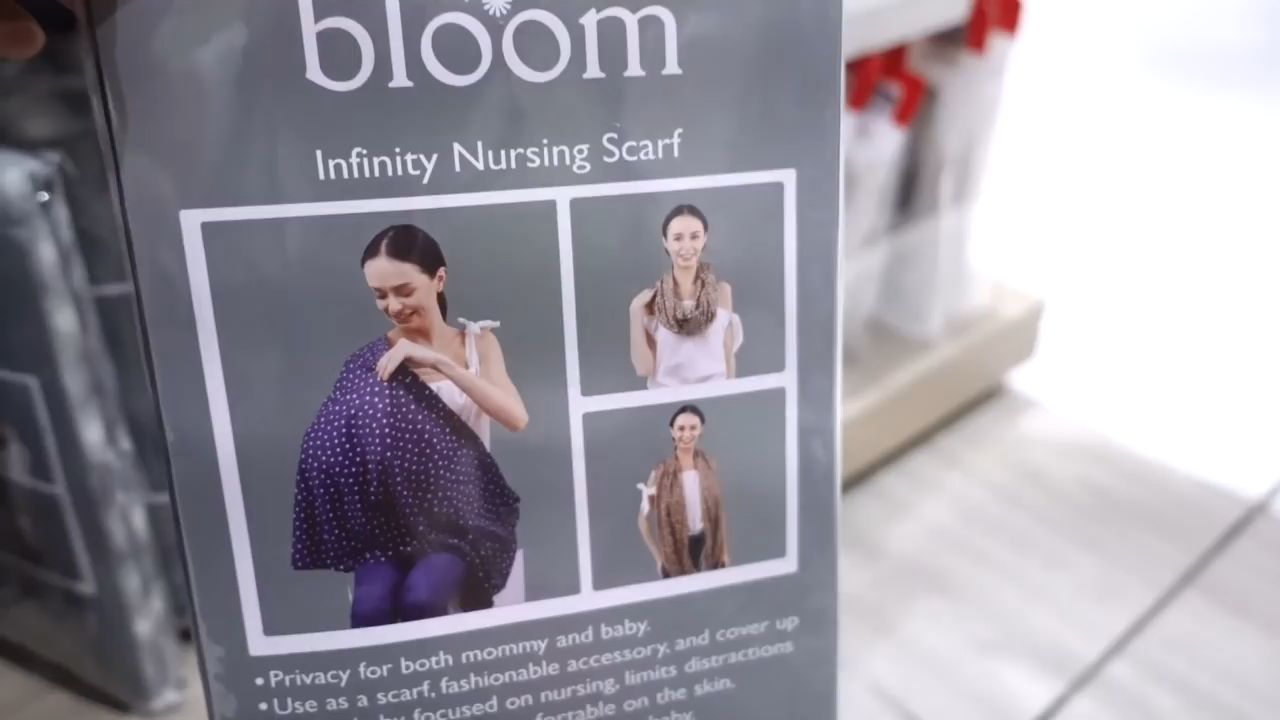 bloom
Infinity Nursing Scarf
• Privacy for both mommy and baby.
• Use as a scarf, fashionable accessory, and cover up
focused on nursing, limits distractions
on the skin.
baby.